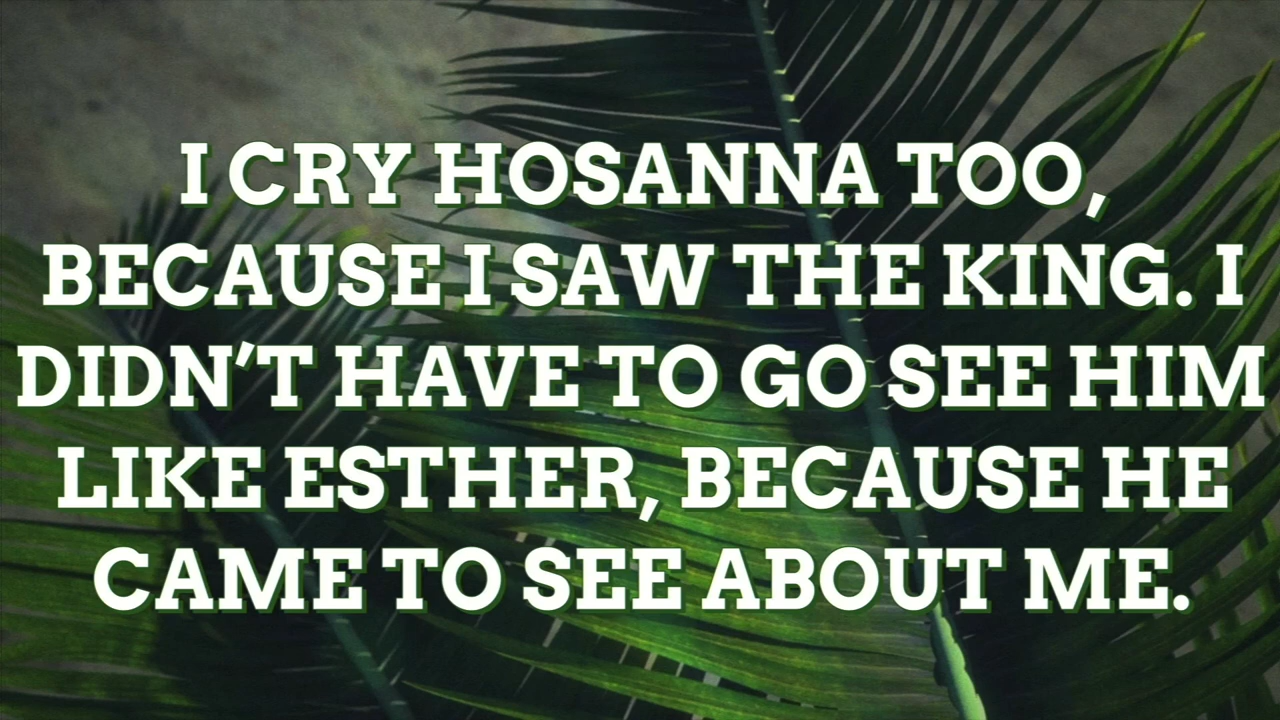 I CRY HOSANNA TOO,
BECAUSE I SAW THE KING. I
DIDN'T HAVE TO GO SEE HIM
LIKE ESTHER, BECAUSE HE
CAME TO SEE ABOUT ME.